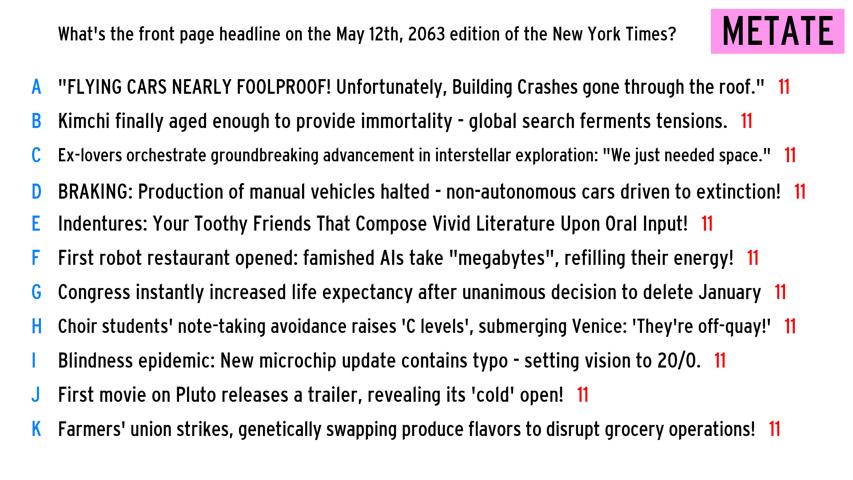 What's the front page headline on the May 12th, 2063 edition of the New York Times?
METATE
A "FLYING CARS NEARLY FOOLPROOF! Unfortunately, Building Crashes gone through the roof." 11
B Kimchi finally aged enough to provide immortality - global search ferments tensions. 11
C Ex-lovers orchestrate groundbreaking advancement in interstellar exploration: "We just needed space." 11
D BRAKING: Production of manual vehicles halted - non-autonomous cars driven to extinction! 11
E Indentures: Your Toothy Friends That Compose Vivid Literature Upon Oral Input! 11
F First robot restaurant opened: famished AIs take "megabytes", refilling their energy! 11
G Congress instantly increased life expectancy after unanimous decision to delete January 11
H Choir students' note-taking avoidance raises 'C levels', submerging Venice: 'They're off-quay!' 11
I Blindness epidemic: New microchip update contains typo - setting vision to 20/0. 11
J First movie on Pluto releases a trailer, revealing its 'cold' open! 11
K Farmers' union strikes, genetically swapping produce flavors to disrupt grocery operations! 11